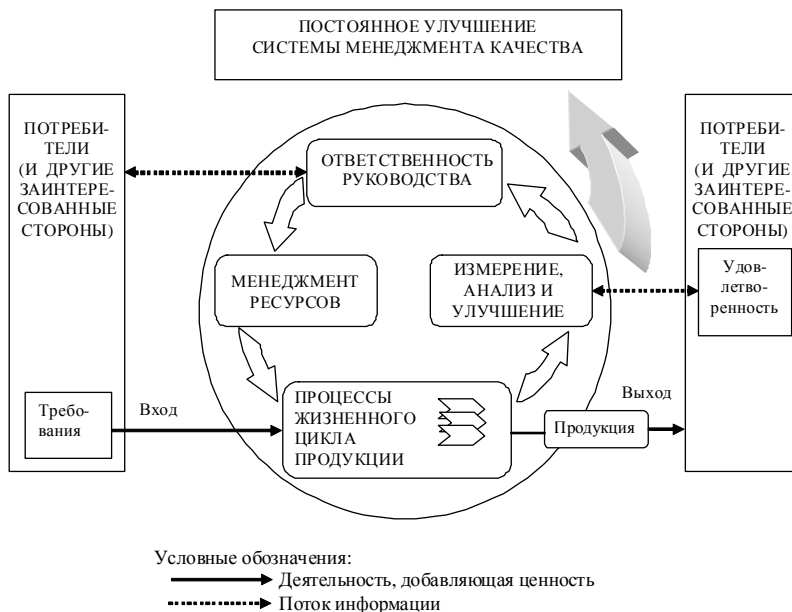 ПОСТОЯННОЕ УЛУЧШЕНИЕ
СИСТЕМЫ МЕНЕДЖМЕНТА КАЧЕСТВА
ПОТРЕБИ-
ТЕЛИ
(И ДРУГИЕ
ЗАИНТЕРЕ-
СОВАННЫЕ
СТОРОНЫ)
ОТВЕТСТВЕННОСТЬ
РУКОВОДСТВА
ПОТРЕБИ-
ТЕЛИ
(И ДРУГИЕ
ЗАИНТЕРЕ-
СОВАННЫЕ
СТОРОНЫ)
МЕНЕДЖМЕНТ
РЕСУРСОВ
ИЗМЕРЕНИЕ,
АНАЛИЗ И
УЛУЧШЕНИЕ
Удов-
летво-
ренность
Требо-
вания
Вход
ПРОЦЕССЫ
ЖИЗНЕННОГО
ЦИКЛА
ПРОДУКЦИИ
Продукция
Выход
Условные обозначения:
Деятельность, добавляющая ценность
Поток информации